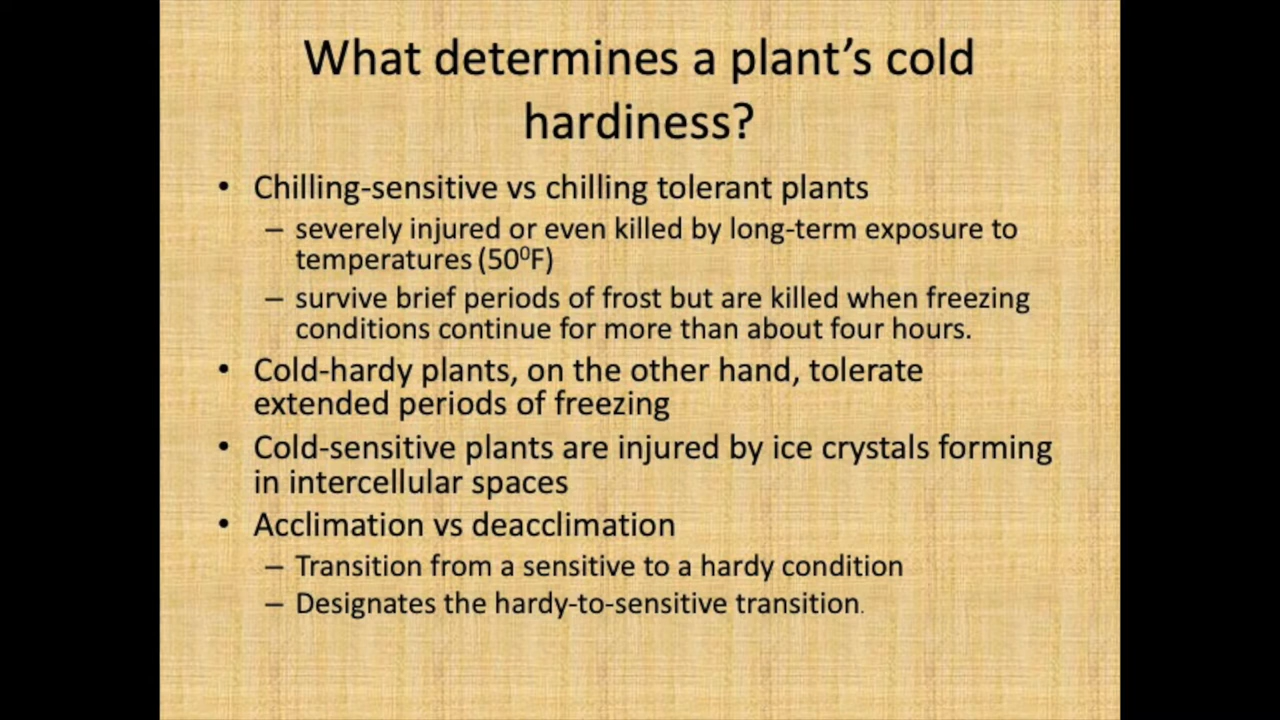 What determines a plant’s cold
hardiness?
• Chilling-sensitive vs chilling tolerant plants
– severely injured or even killed by long-term exposure to
temperatures (50⁰F)
– survive brief periods of frost but are killed when freezing
conditions continue for more than about four hours.
• Cold-hardy plants, on the other hand, tolerate
extended periods of freezing
• Cold-sensitive plants are injured by ice crystals forming
in intercellular spaces
• Acclimation vs deacclimation
– Transition from a sensitive to a hardy condition
– Designates the hardy-to-sensitive transition.